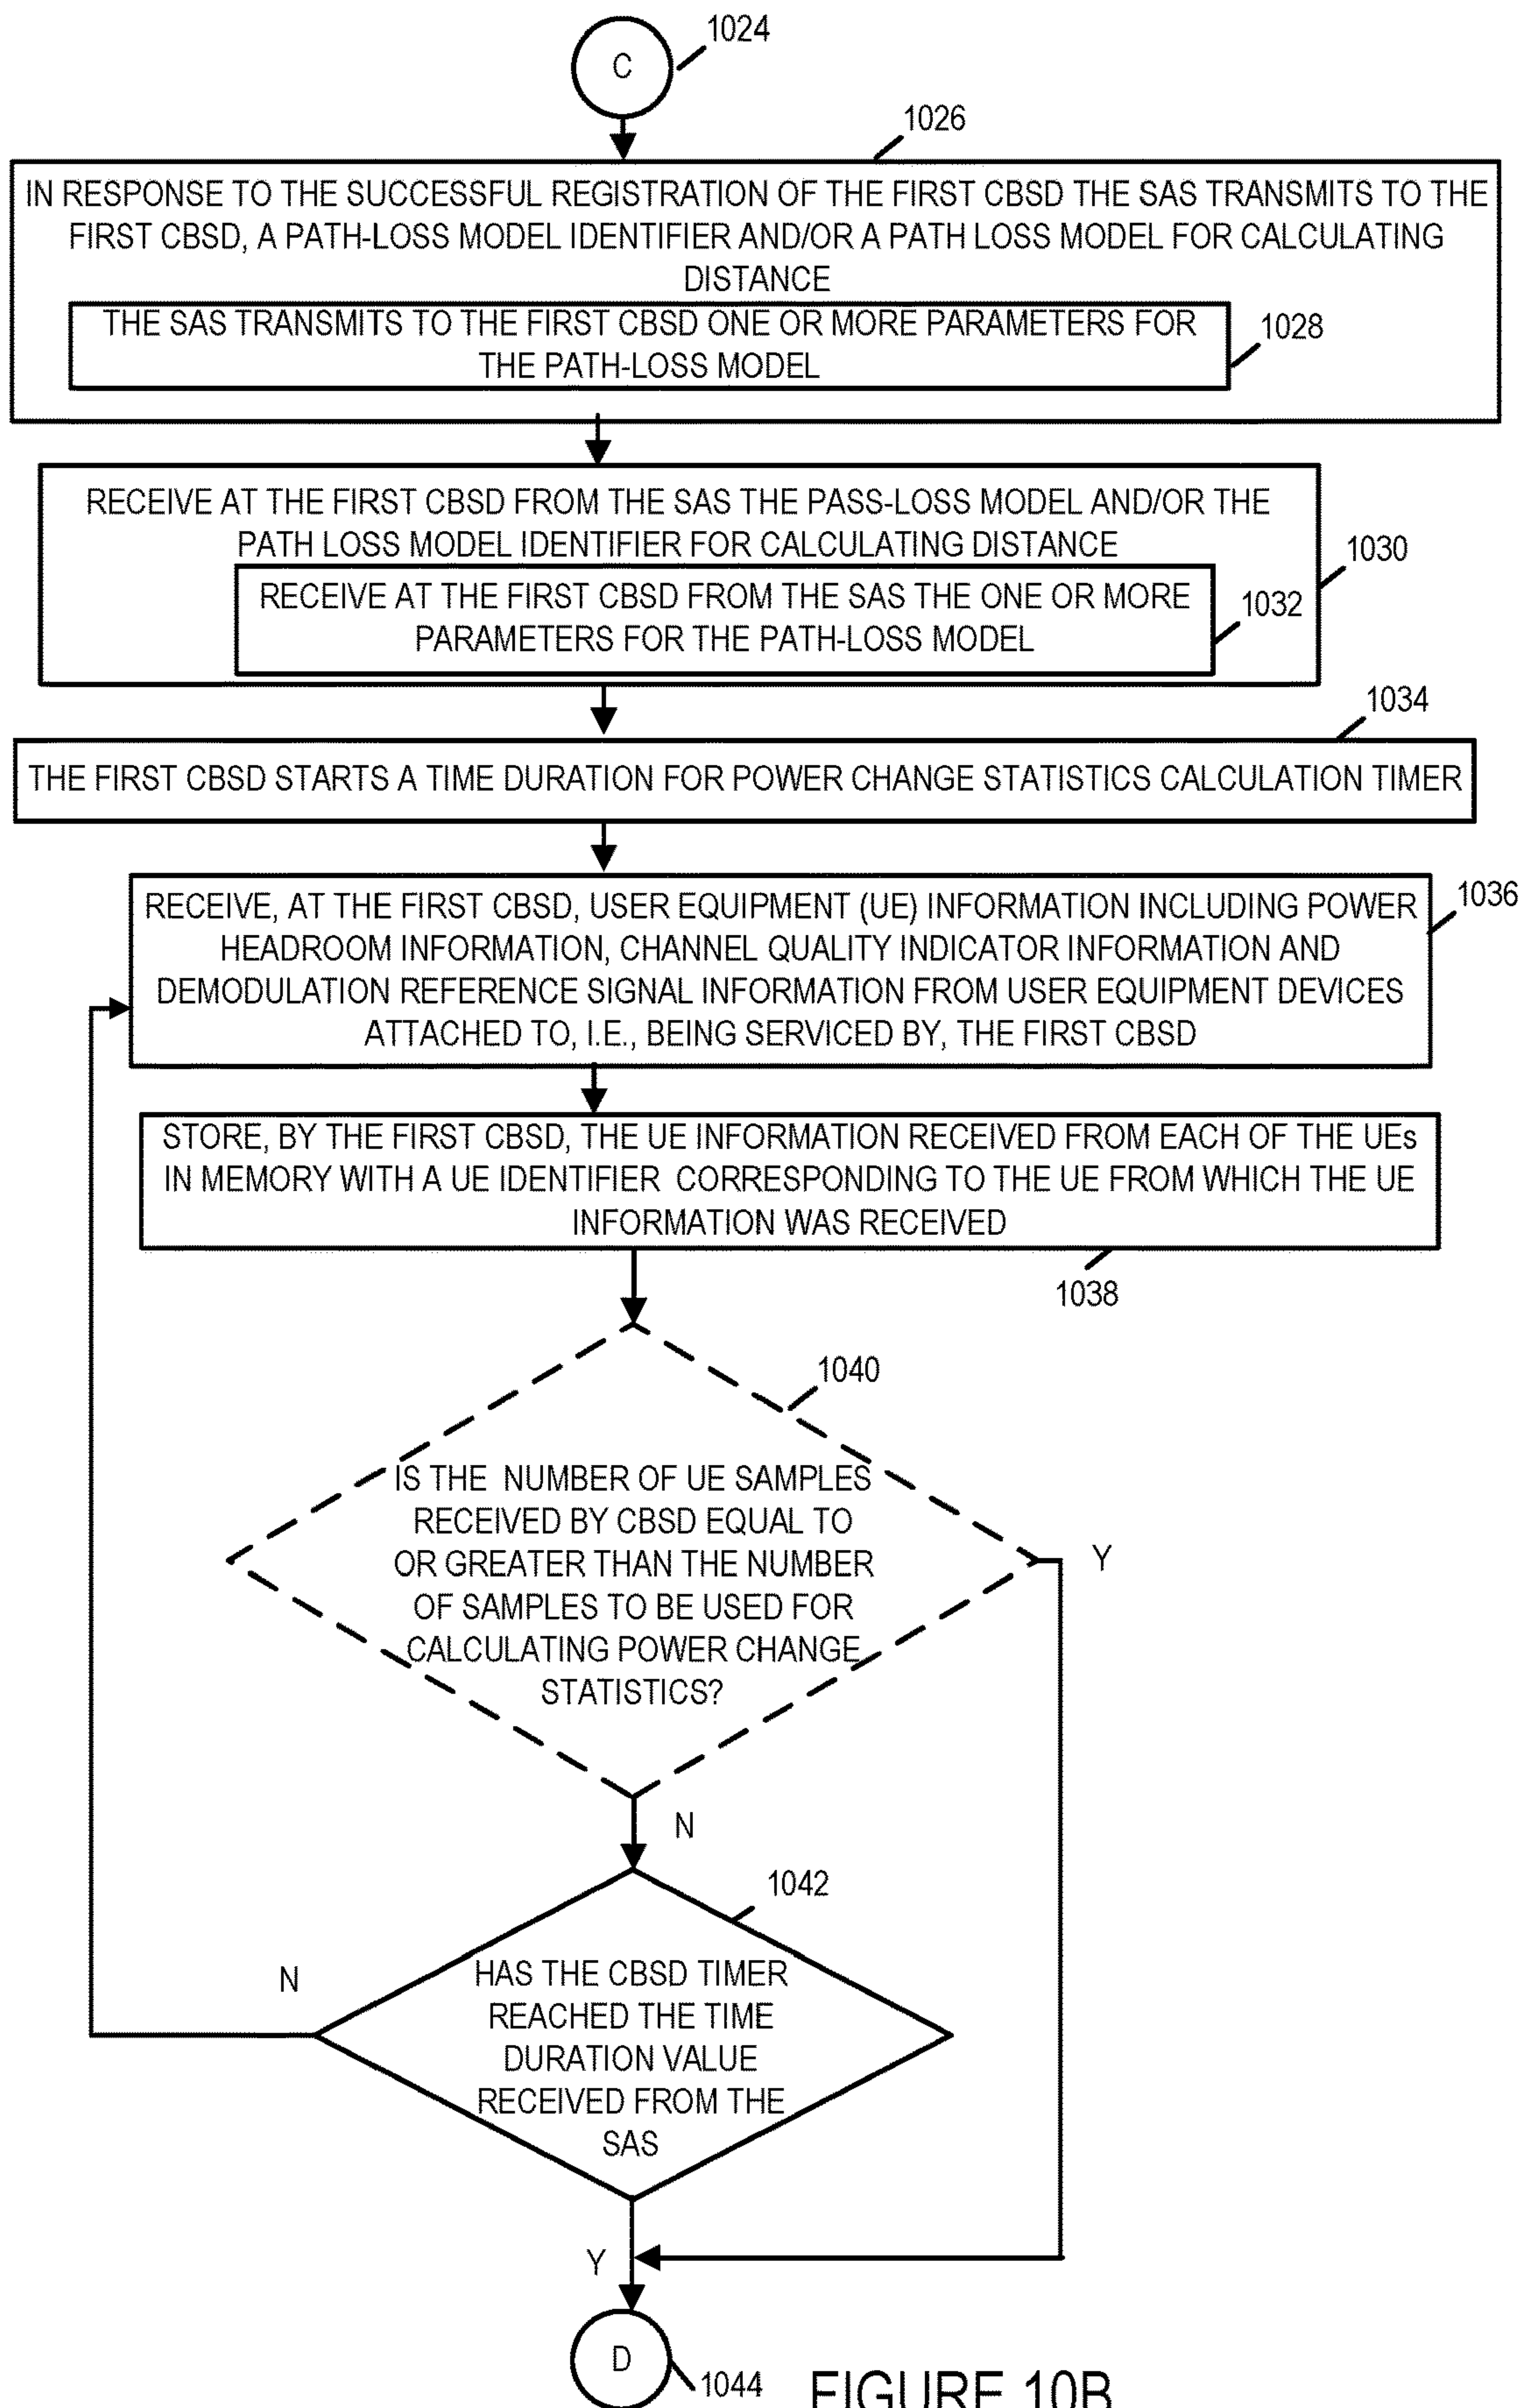 C
1024
1026
IN RESPONSE TO THE SUCCESSFUL REGISTRATION OF THE FIRST CBSD THE SAS TRANSMITS TO THE
FIRST CBSD, A PATH-LOSS MODEL IDENTIFIER AND/OR A PATH LOSS MODEL FOR CALCULATING
DISTANCE
THE SAS TRANSMITS TO THE FIRST CBSD ONE OR MORE PARAMETERS FOR
THE PATH-LOSS MODEL
1028
RECEIVE AT THE FIRST CBSD FROM THE SAS THE PASS-LOSS MODEL AND/OR THE
PATH LOSS MODEL IDENTIFIER FOR CALCULATING DISTANCE
1030
RECEIVE AT THE FIRST CBSD FROM THE SAS THE ONE OR MORE
PARAMETERS FOR THE PATH-LOSS MODEL
1032
1034
THE FIRST CBSD STARTS A TIME DURATION FOR POWER CHANGE STATISTICS CALCULATION TIMER
1036
RECEIVE, AT THE FIRST CBSD, USER EQUIPMENT (UE) INFORMATION INCLUDING POWER
HEADROOM INFORMATION, CHANNEL QUALITY INDICATOR INFORMATION AND
DEMODULATION REFERENCE SIGNAL INFORMATION FROM USER EQUIPMENT DEVICES
ATTACHED TO, I.E., BEING SERVICED BY, THE FIRST CBSD
STORE, BY THE FIRST CBSD, THE UE INFORMATION RECEIVED FROM EACH OF THE UEs
IN MEMORY WITH A UE IDENTIFIER CORRESPONDING TO THE UE FROM WHICH THE UE
INFORMATION WAS RECEIVED
1038
1040
IS THE NUMBER OF UE SAMPLES
RECEIVED BY CBSD EQUAL TO
OR GREATER THAN THE NUMBER
OF SAMPLES TO BE USED FOR
CALCULATING POWER CHANGE
STATISTICS?
Y
N
1042
HAS THE CBSD TIMER
REACHED THE TIME
DURATION VALUE
RECEIVED FROM THE
SAS
N
Y
D
1044
FIGURE 10B